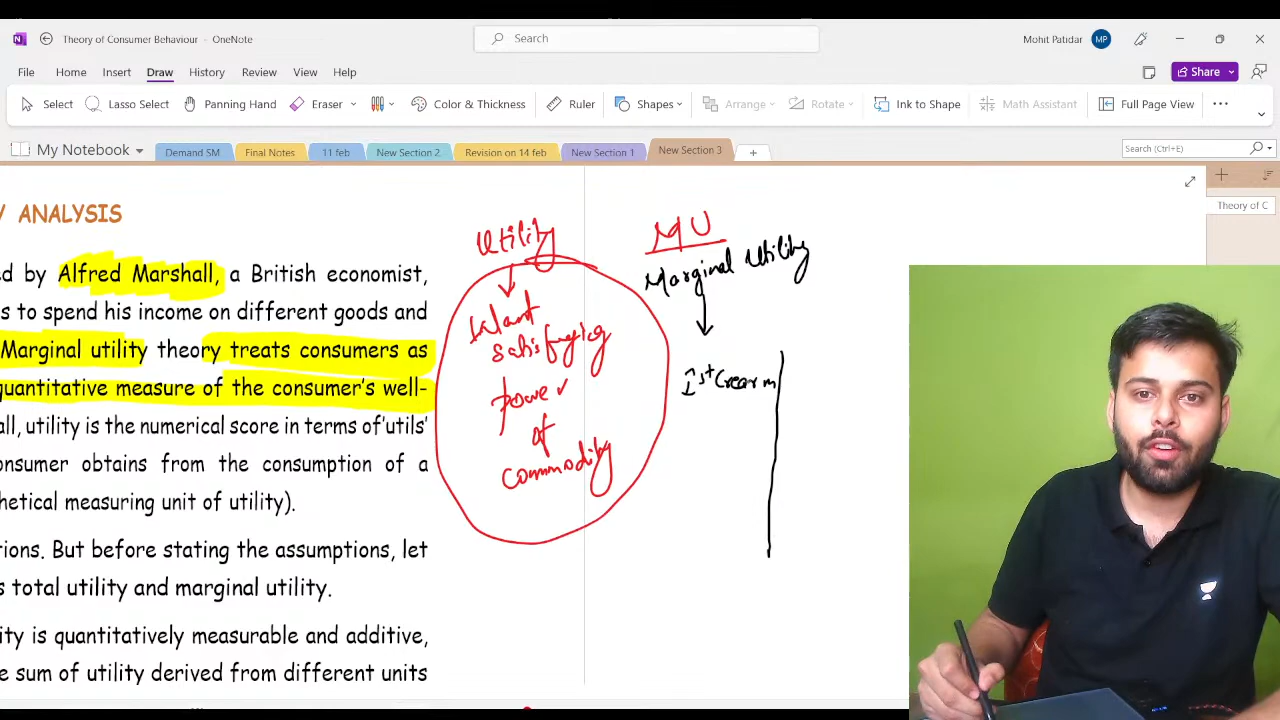 Theory of Consumer Behaviour - OneNote
Search
Mohit Patidar
MP
File Home Insert Draw History Review View Help
Share
Select Lasso Select Panning Hand Eraser Color & Thickness Ruler Shapes Arrange Rotate Ink to Shape Math Assistant Full Page View
My Notebook
Demand SM
Final Notes
11 feb
New Section 2
Revision on 14 feb
New Section 1
New Section 3
Search (Ctrl+E)
Theory of C
Y ANALYSIS
ed by Alfred Marshall, a British economist,
s to spend his income on different goods and
Marginal utility theory treats consumers as
quantitative measure of the consumer's well-
all, utility is the numerical score in terms of'utils'
onsumer obtains from the consumption of a
hetical measuring unit of utility).
tions. But before stating the assumptions, let
s total utility and marginal utility.
ity is quantitatively measurable and additive,
e sum of utility derived from different units
Utility
satisfying
power
of
commodity
MU
Marginal Utility